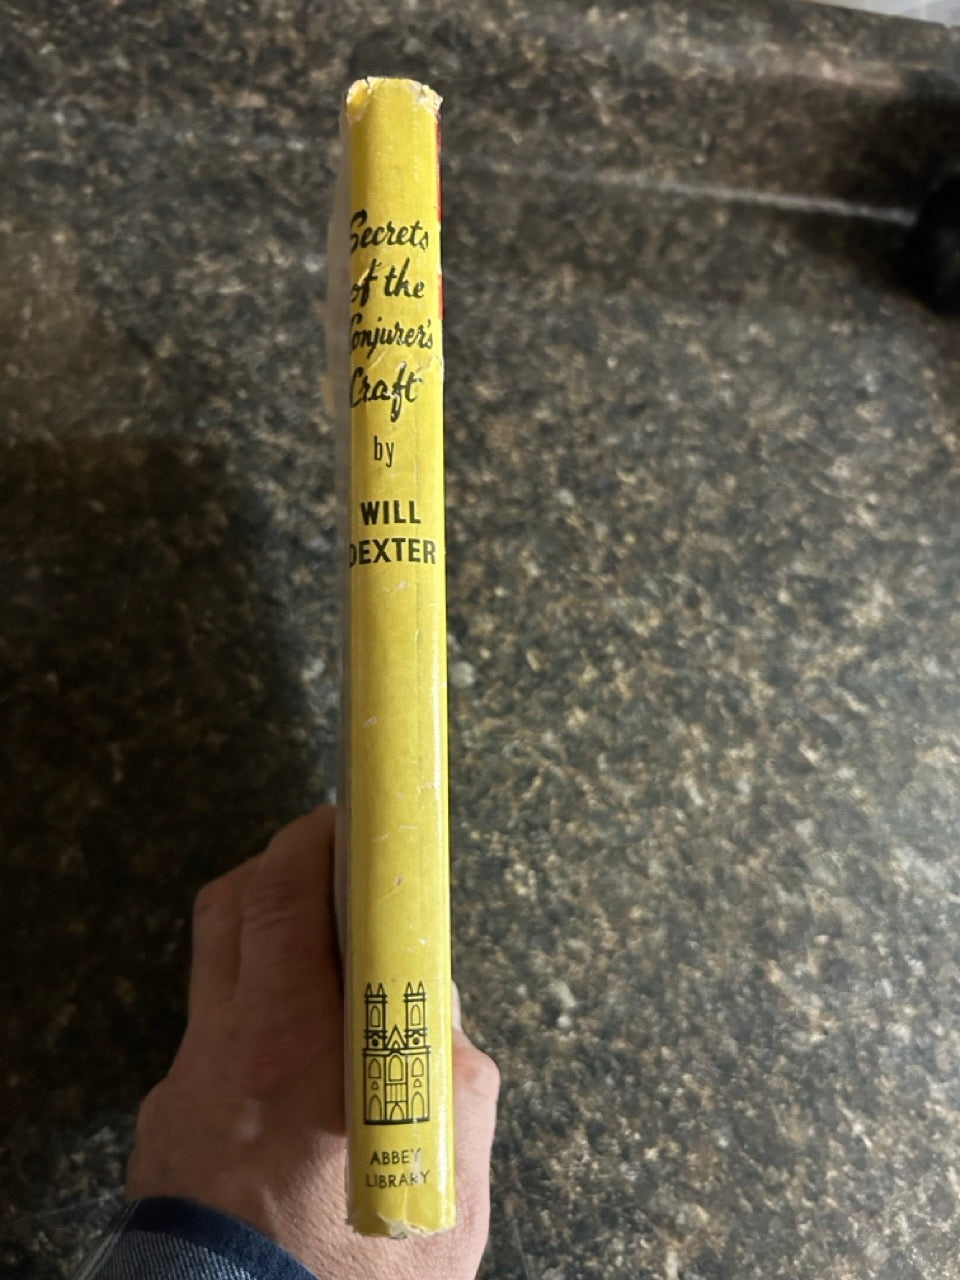 Secrets
of the
Conjurer's
Craft
by
WILL
DEXTER
ABBEY
LIBRARY